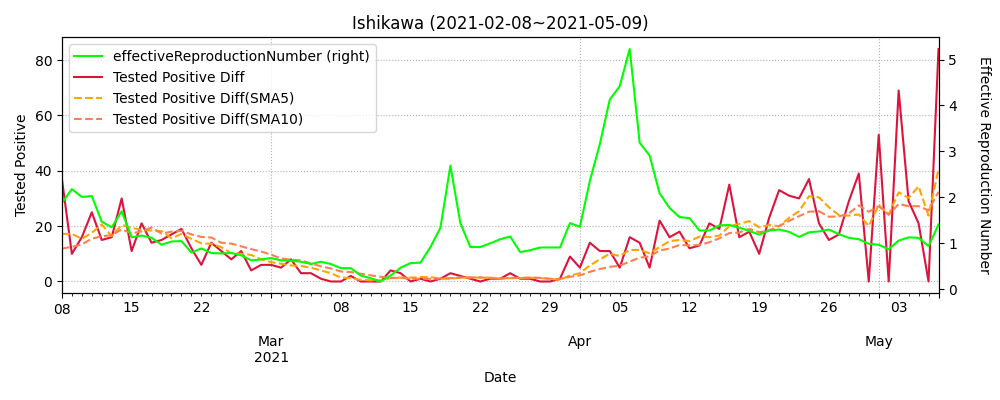 Ishikawa (2021-02-08~2021-05-09)
effectiveReproductionNumber (right)
Tested Positive Diff
Tested Positive Diff(SMA5)
Tested Positive Diff(SMA10)
Tested Positive
80
60
40
20
0
5
4
3
2
1
0
Effective Reproduction Number
08 15 22 08 15 22 29 05 12 19 26 03
Mar Apr May
2021
Date